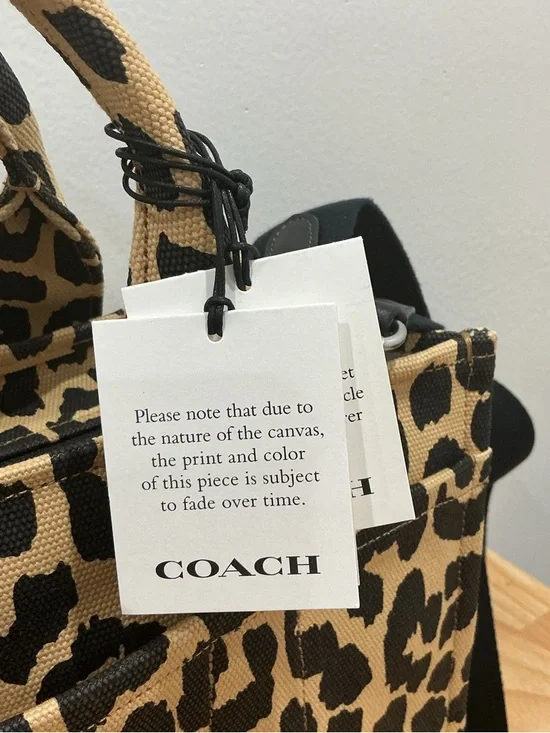 Please note that due to
the nature of the canvas,
the print and color
of this piece is subject
to fade over time.
COACH